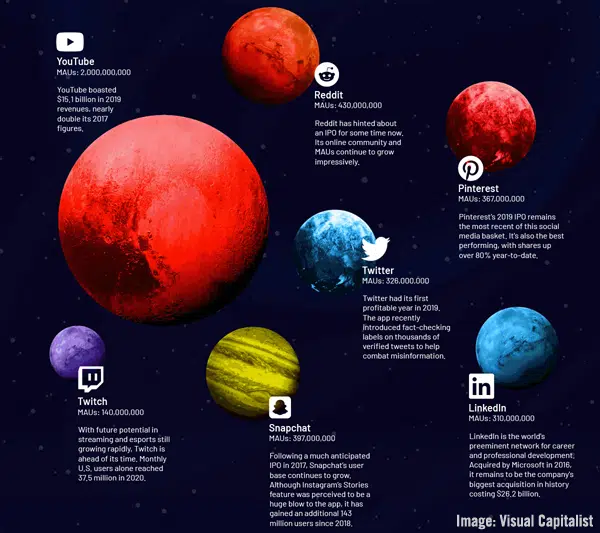 YouTube
MAUs: 2,000,000,000
YouTube boasted
$15.1 billion in 2019
revenues, nearly
double its 2017
figures.
Reddit
MAUs: 430,000,000
Reddit has hinted about
an IPO for some time now.
Its online community and
MAUs continue to grow
impressively.
Pinterest
MAUs: 367,000,000
Pinterest's 2019 IPO remains
the most recent of this social
media basket. It's also the best
performing, with shares up
over 80% year-to-date.
Twitter
MAUs: 326,000,000
Twitter had its first
profitable year in 2019.
The app recently
introduced fact-checking
labels on thousands of
verified tweets to help
combat misinformation.
Twitch
MAUs: 140,000,000
With future potential in
streaming and esports still
growing rapidly, Twitch is
ahead of its time. Monthly
U.S. users alone reached
37.5 million in 2020.
Snapchat
MAUs: 397,000,000
Following a much anticipated
IPO in 2017, Snapchat's user
base continues to grow.
Although Instagram's Stories
feature was perceived to be a
huge blow to the app, it has
gained an additional 143
million users since 2018.
in
LinkedIn
MAUs: 310,000,000
LinkedIn is the world's
preeminent network for career
and professional development.
Acquired by Microsoft in 2016,
it remains to be the company's
biggest acquisition in history
costing $26.2 billion.
Image: Visual Capitalist